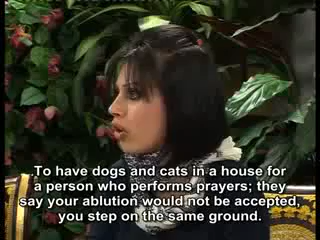 To have dogs and cats in a house for
a person who performs prayers; they
say your ablution would not be accepted,
you step on the same ground.